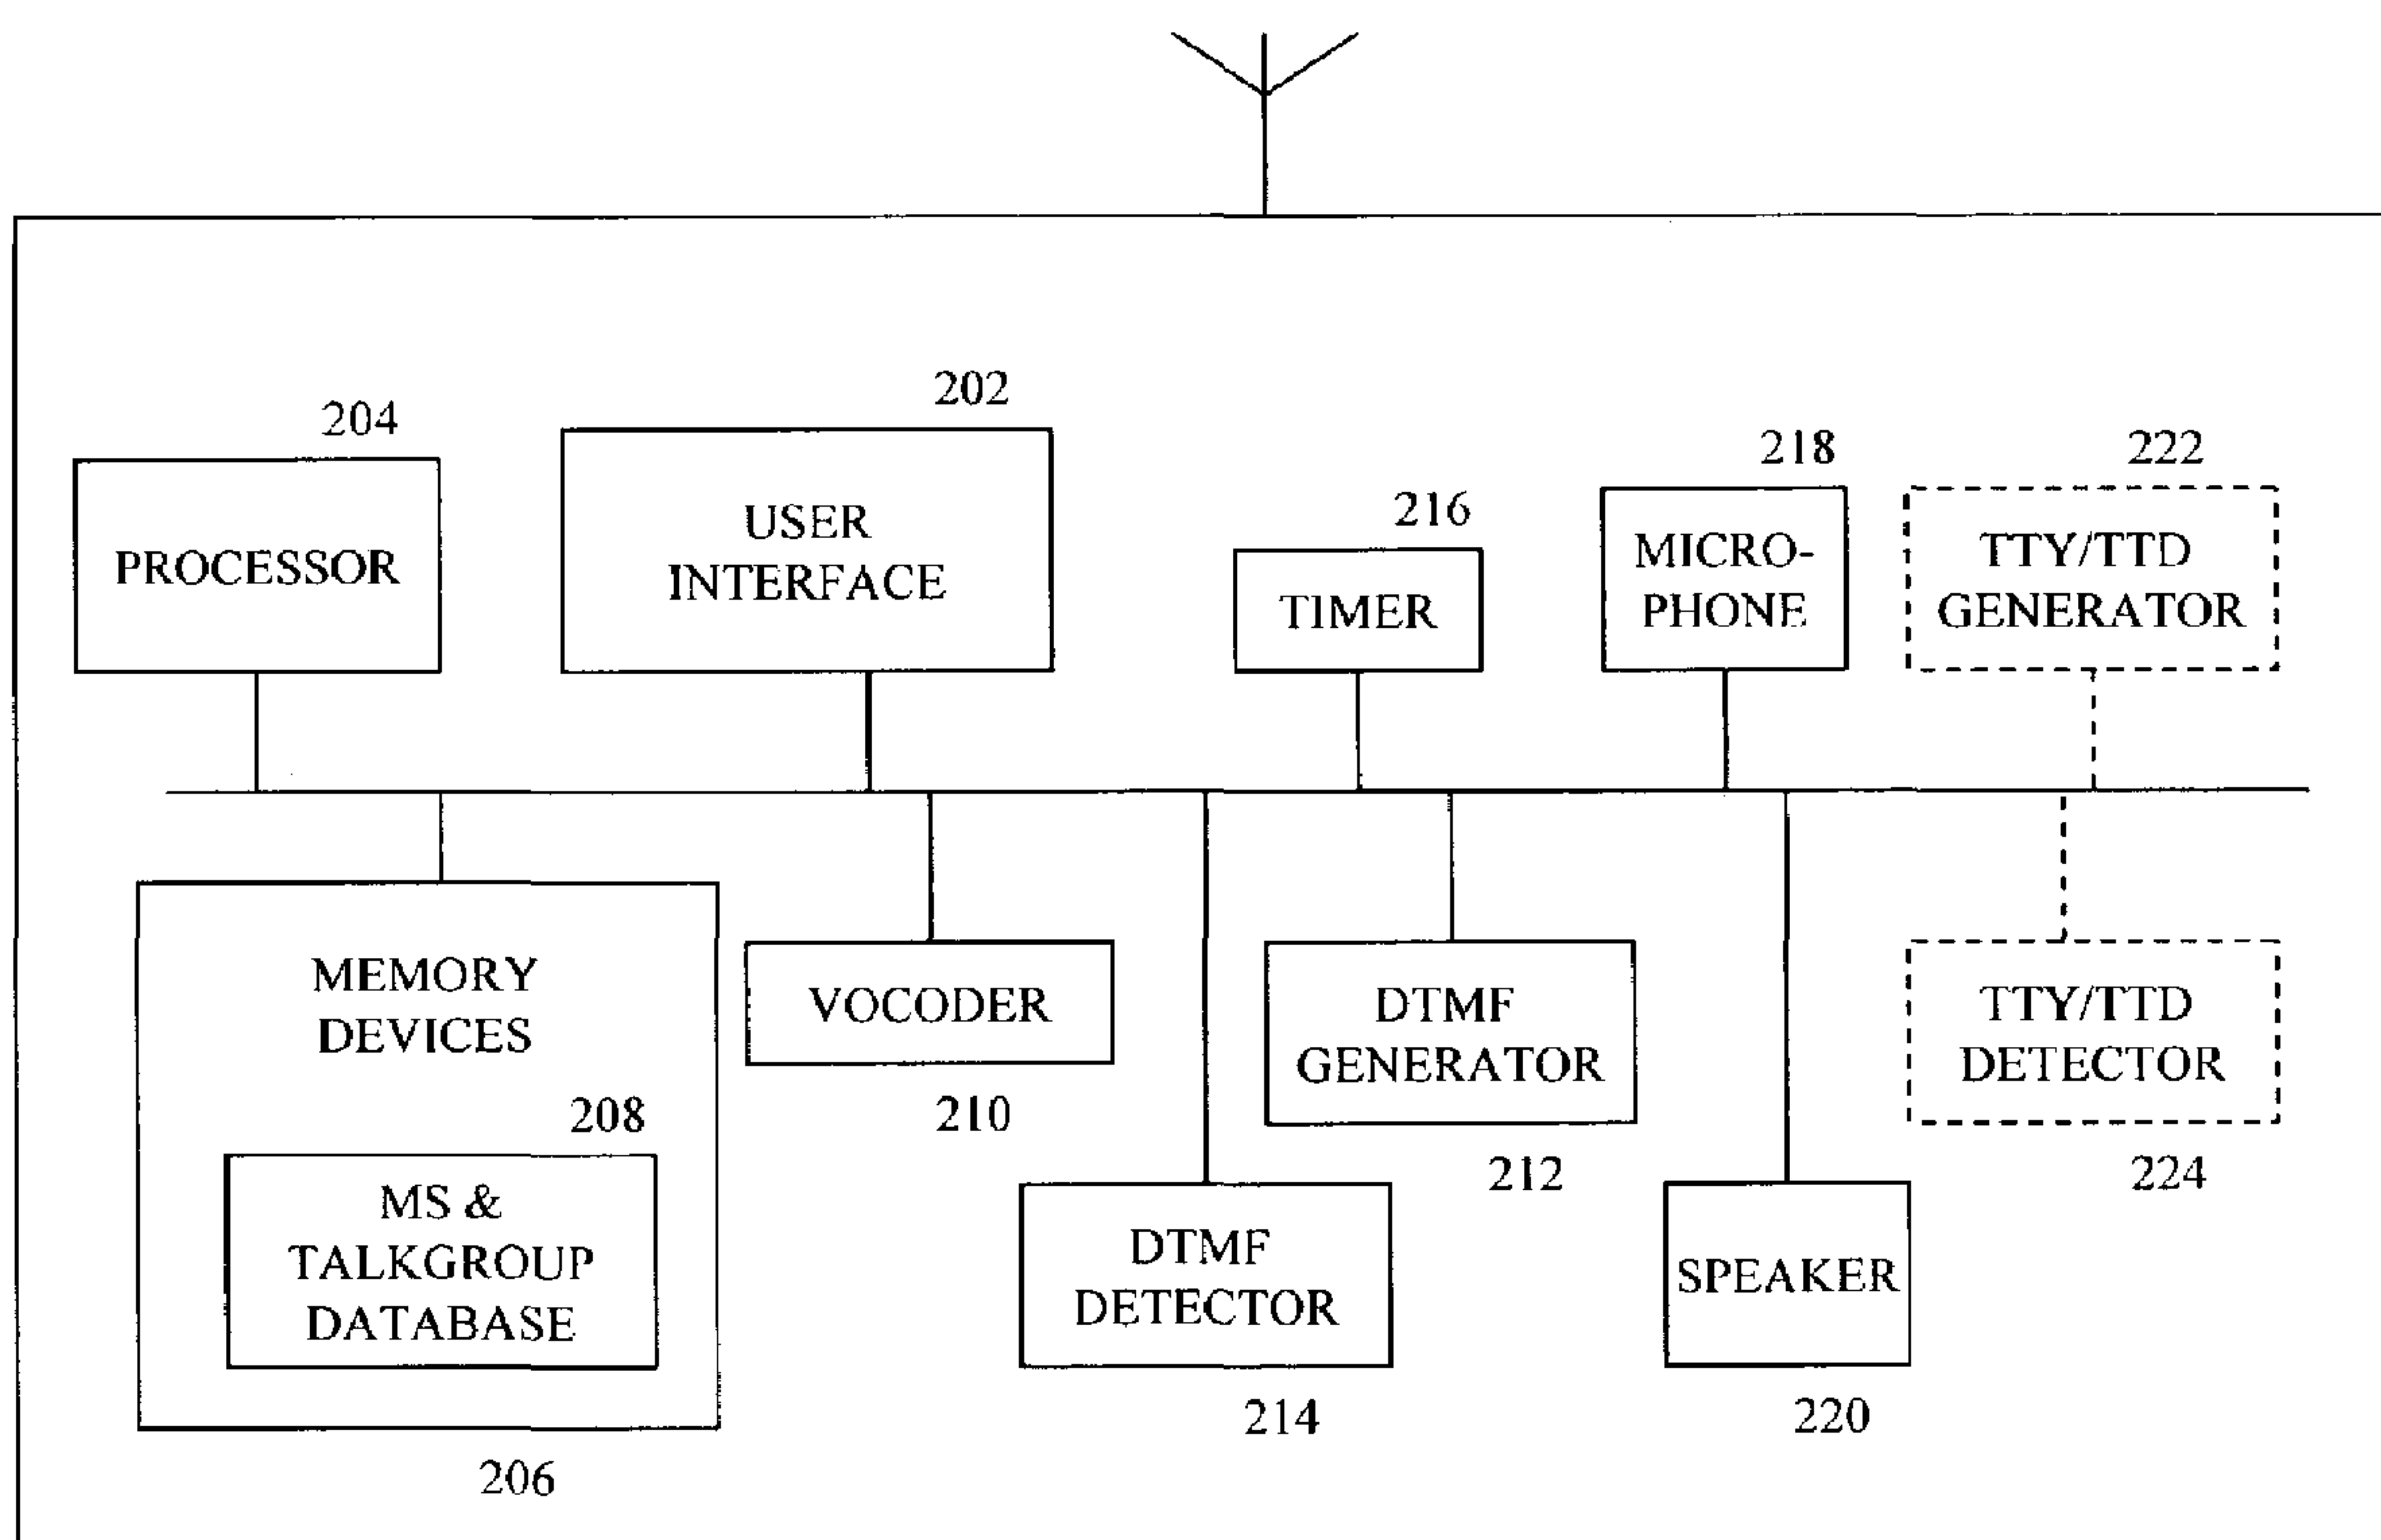 202
204
218
222
216
PROCESSOR
USER
INTERFACE
TIMER
MICRO-
PHONE
TTY/TTD
GENERATOR
MEMORY
DEVICES
208
MS &
TALKGROUP
DATABASE
206
VOCODER
210
DTMF
DETECTOR
214
DTMF
GENERATOR
212
SPEAKER
220
TTY/TTD
DETECTOR
224